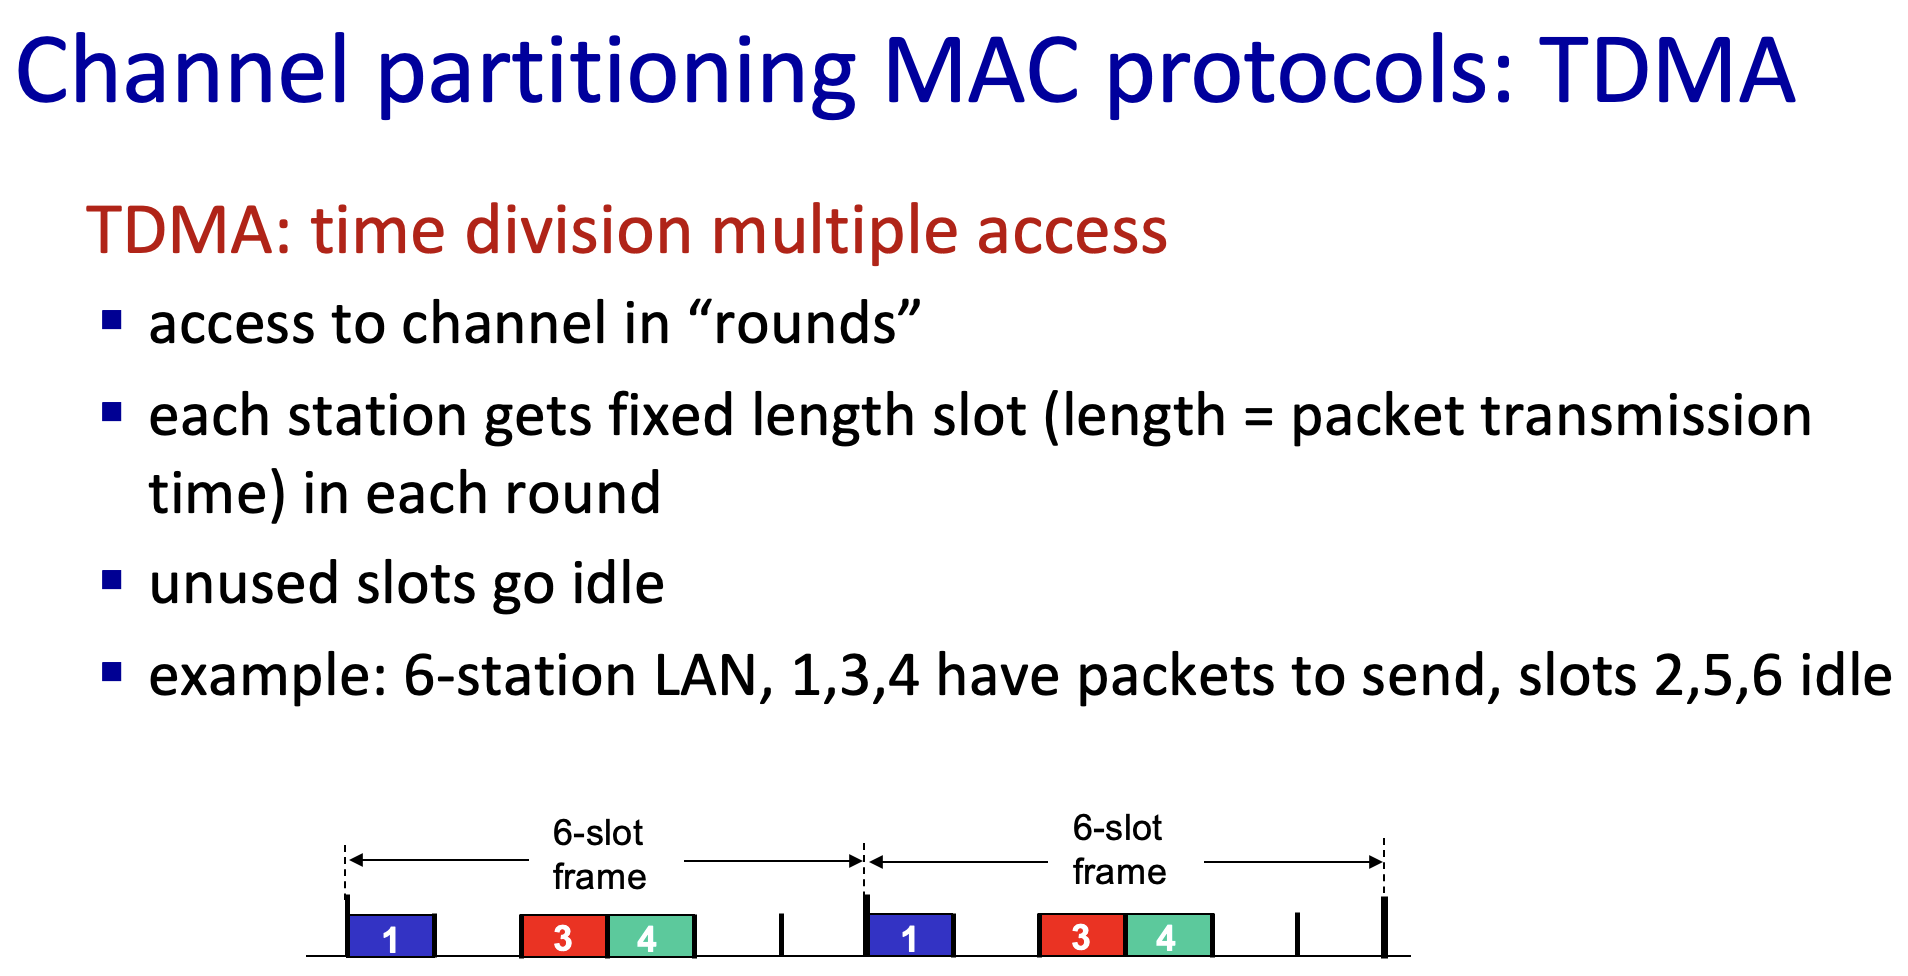 Channel partitioning MAC protocols: TDMA
TDMA: time division multiple access
▪ access to channel in “rounds”
▪ each station gets fixed length slot (length = packet transmission
time) in each round
▪ unused slots go idle
▪ example: 6-station LAN, 1,3,4 have packets to send, slots 2,5,6 idle
6-slot
frame
6-slot
frame
1 3 4 1 3 4